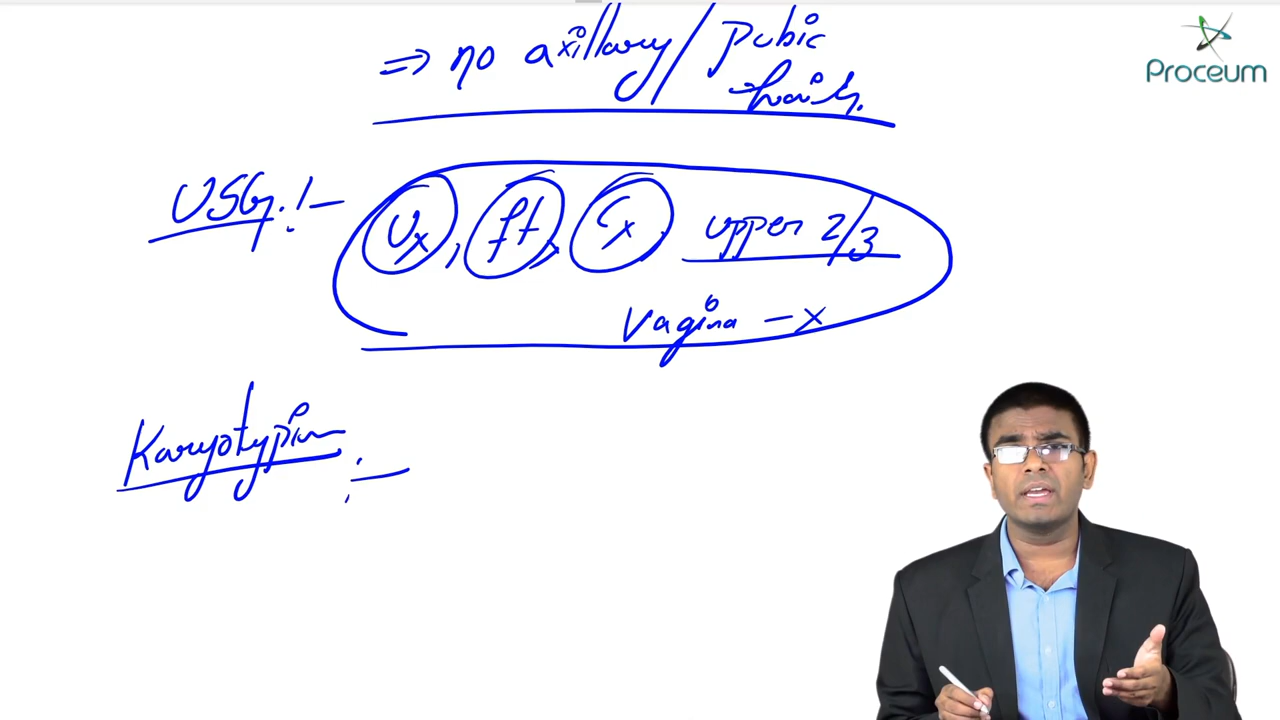 ⇒ no axillary/ pubic
hair.
Proceum
USG. :- Ux, ft, Cx, upper 2/3
vagina - x
Karyotyping :-